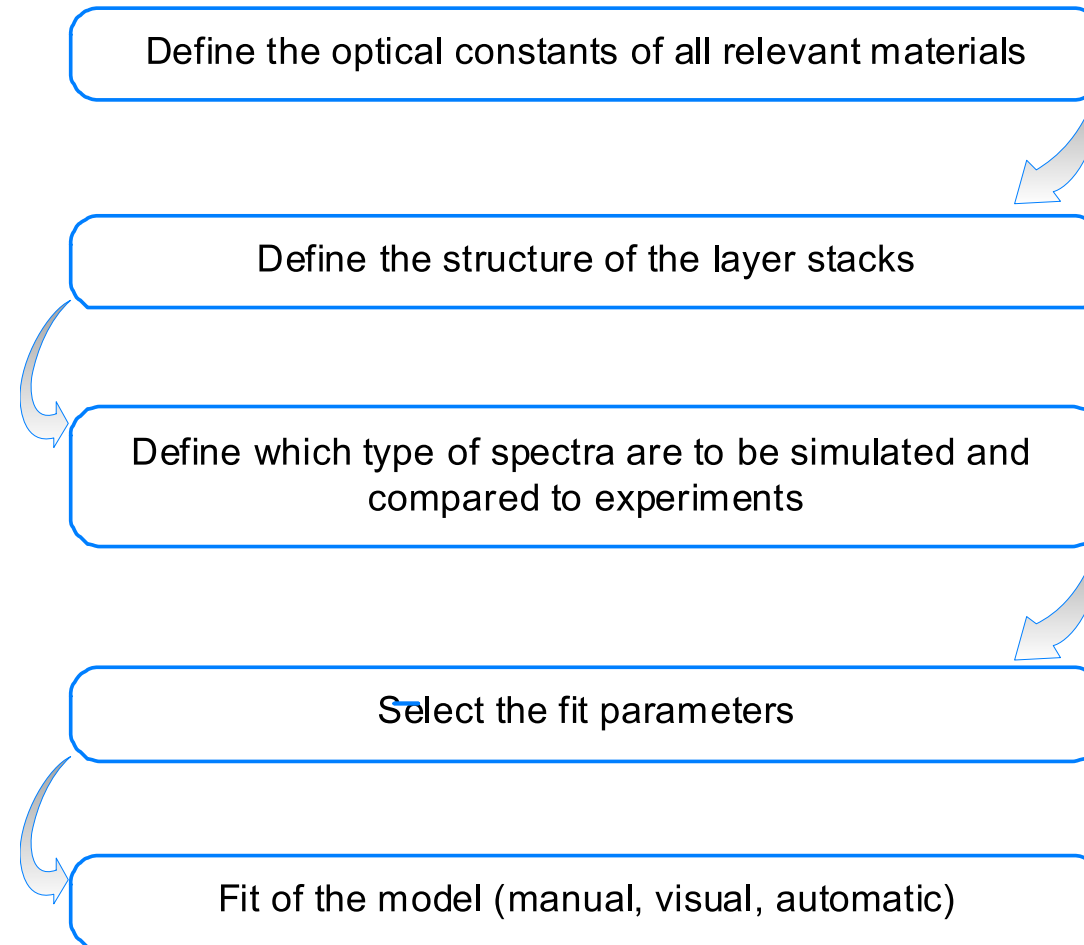 Define the optical constants of all relevant materials
Define the structure of the layer stacks
Define which type of spectra are to be simulated and
compared to experiments
Select the fit parameters
Fit of the model (manual, visual, automatic)